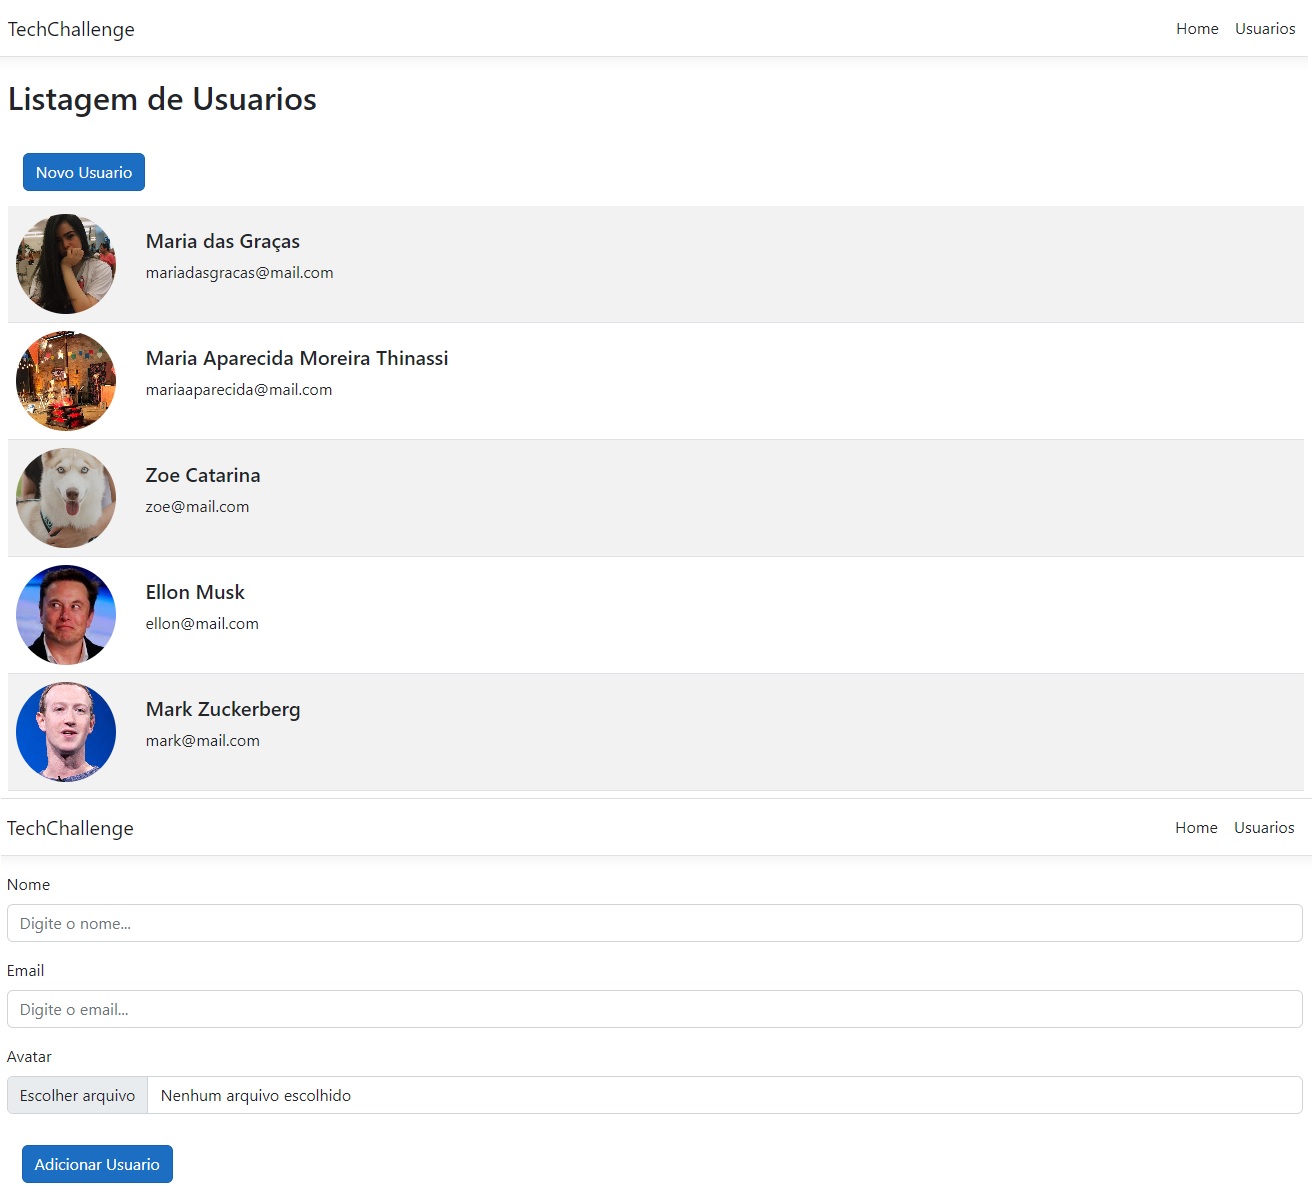 TechChallenge
Home Usuarios
Listagem de Usuarios
Novo Usuario
Maria das Graças
mariadasgracas@mail.com
Maria Aparecida Moreira Thinassi
mariaaparecida@mail.com
Zoe Catarina
zoe@mail.com
Ellon Musk
ellon@mail.com
Mark Zuckerberg
mark@mail.com
TechChallenge
Home Usuarios
Nome
Digite o nome...
Email
Digite o email...
Avatar
Escolher arquivo Nenhum arquivo escolhido
Adicionar Usuario